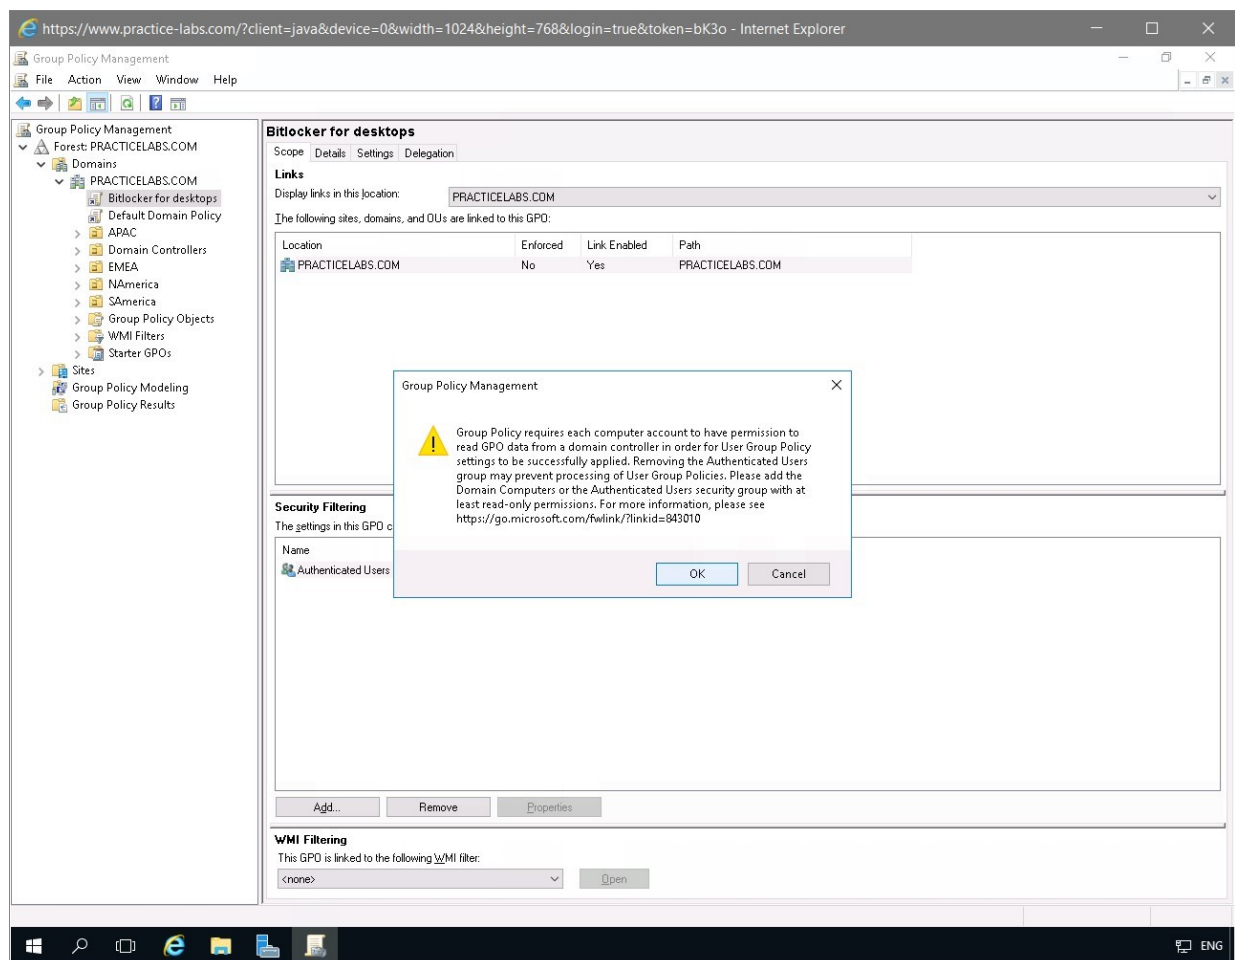 https://www.practice-labs.com/?client=java&device=0&width=1024&height=768&login=true&token=bK3o - Internet Explorer
Group Policy Management
File Action View Window Help
Group Policy Management
Forest: PRACTICELABS.COM
Domains
PRACTICELABS.COM
Bitlocker for desktops
Default Domain Policy
APAC
Domain Controllers
EMEA
NAmerica
SAmerica
Group Policy Objects
WMI Filters
Starter GPOs
Sites
Group Policy Modeling
Group Policy Results
Bitlocker for desktops
Scope Details Settings Delegation
Links
Display links in this location: PRACTICELABS.COM
The following sites, domains, and OUs are linked to this GPO:
Location Enforced Link Enabled Path
PRACTICELABS.COM No Yes PRACTICELABS.COM
Group Policy Management
Group Policy requires each computer account to have permission to
read GPO data from a domain controller in order for User Group Policy
settings to be successfully applied. Removing the Authenticated Users
group may prevent processing of User Group Policies. Please add the
Domain Computers or the Authenticated Users security group with at
least read-only permissions. For more information, please see
https://go.microsoft.com/fwlink/?linkid=843010
OK Cancel
Security Filtering
The settings in this GPO c
Name
Authenticated Users
Add... Remove Properties
WMI Filtering
This GPO is linked to the following WMI filter:
<none> Open
ENG